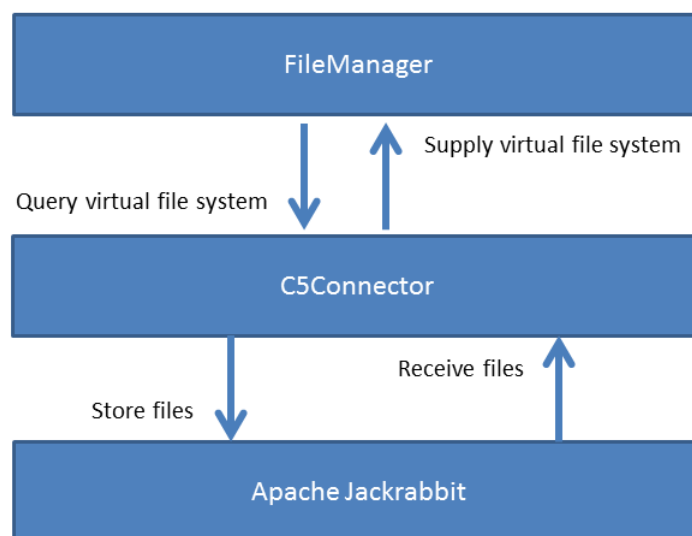 FileManager
Supply virtual file system
Query virtual file system
C5Connector
Receive files
Store files
Apache Jackrabbit